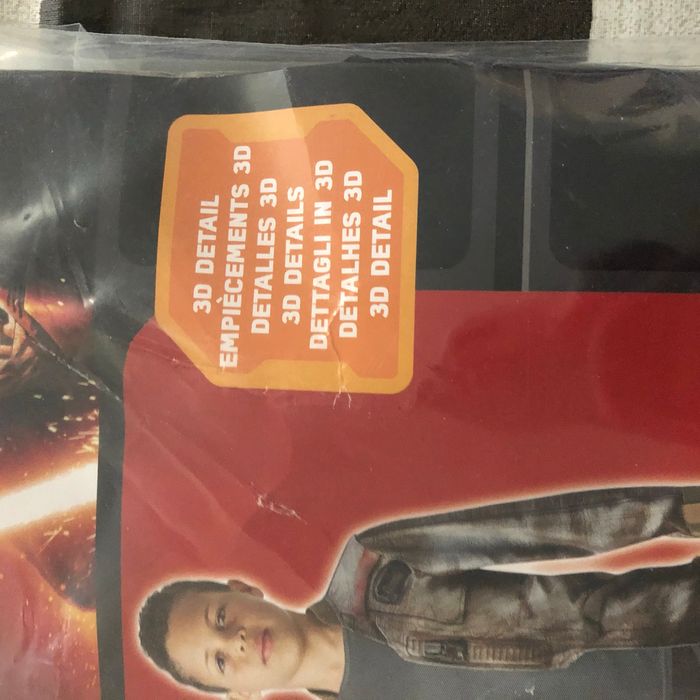 3D DETAIL
EMPIÈCEMENTS 3D
DETALLES 3D
3D DETAILS
DETTAGLI IN 3D
DETALHES 3D
3D DETAIL